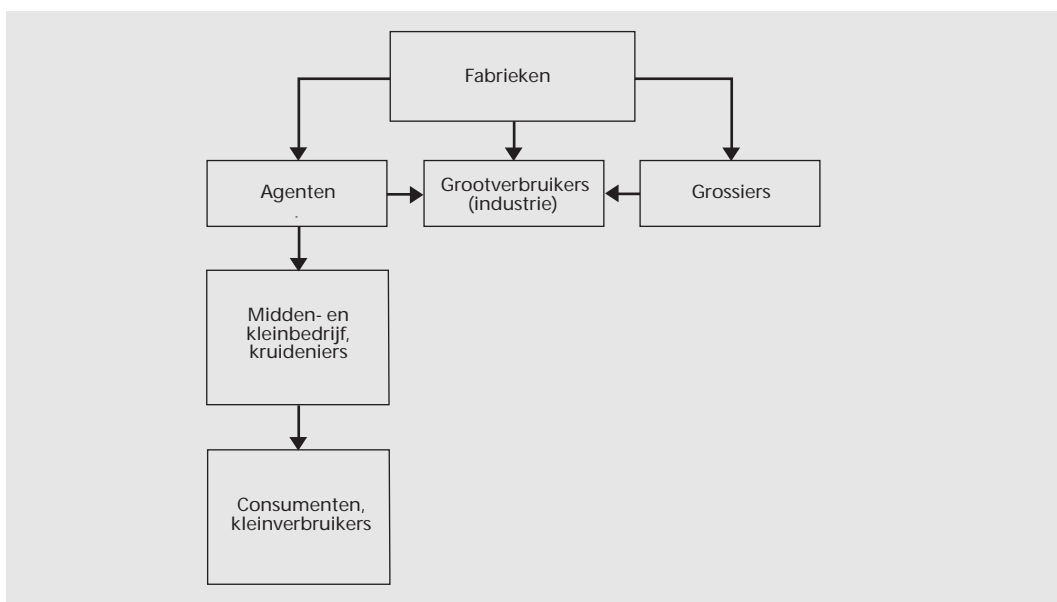 Fabrieken
Agenten
Grootverbruikers
(industrie)
Grossiers
Midden- en
kleinbedrijf,
kruideniers
Consumenten,
kleinverbruikers